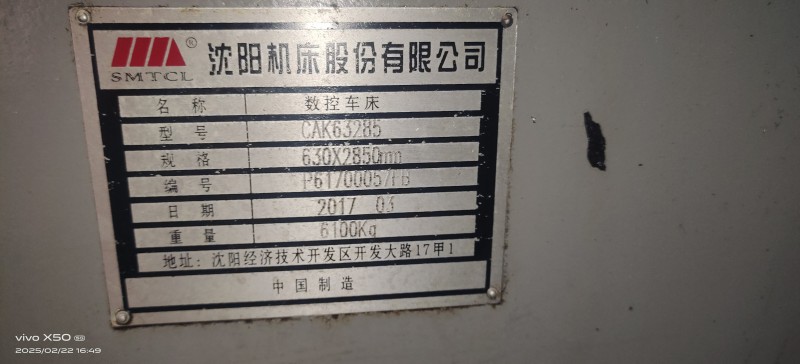 SMTCL ® 沈阳机床股份有限公司
名 称 数控车床
型 号 CAK63285
规 格 630X2850mm
编 号
日 期 2017 03
重 量 6100Kg
地址: 沈阳经济技术开发区开发大路17甲1
中国制造
vivo X50 5G
2025/02/22 16:49